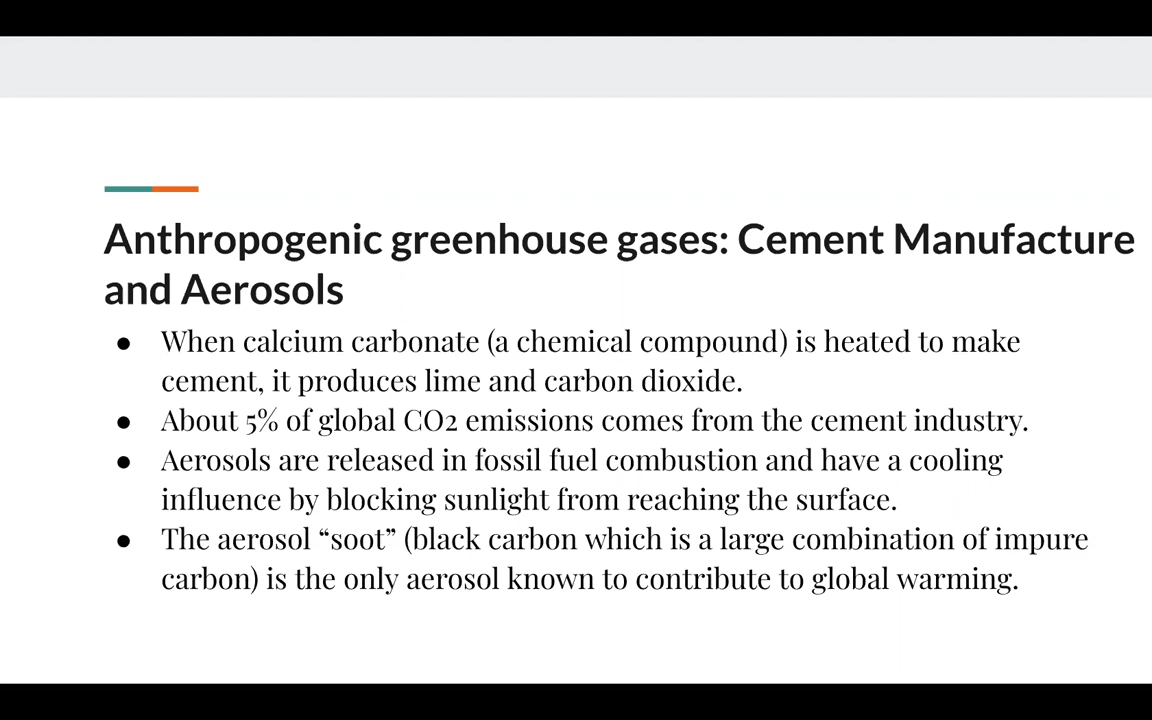 Anthropogenic greenhouse gases: Cement Manufacture
and Aerosols
● When calcium carbonate (a chemical compound) is heated to make
cement, it produces lime and carbon dioxide.
● About 5% of global CO2 emissions comes from the cement industry.
● Aerosols are released in fossil fuel combustion and have a cooling
influence by blocking sunlight from reaching the surface.
● The aerosol “soot” (black carbon which is a large combination of impure
carbon) is the only aerosol known to contribute to global warming.